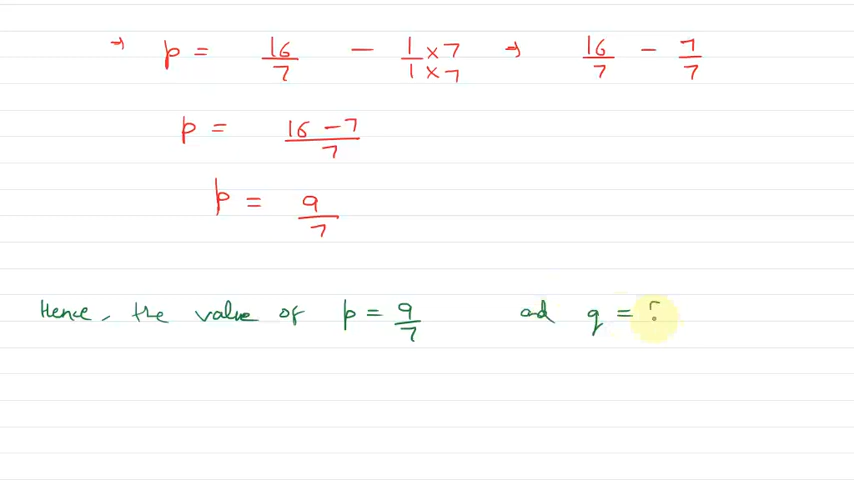 ⇒ p = 16/7 - 1×7/1×7 ⇒ 16/7 - 7/7
p = 16-7/7
p = 9/7
Hence, the value of p = 9/7 and q =